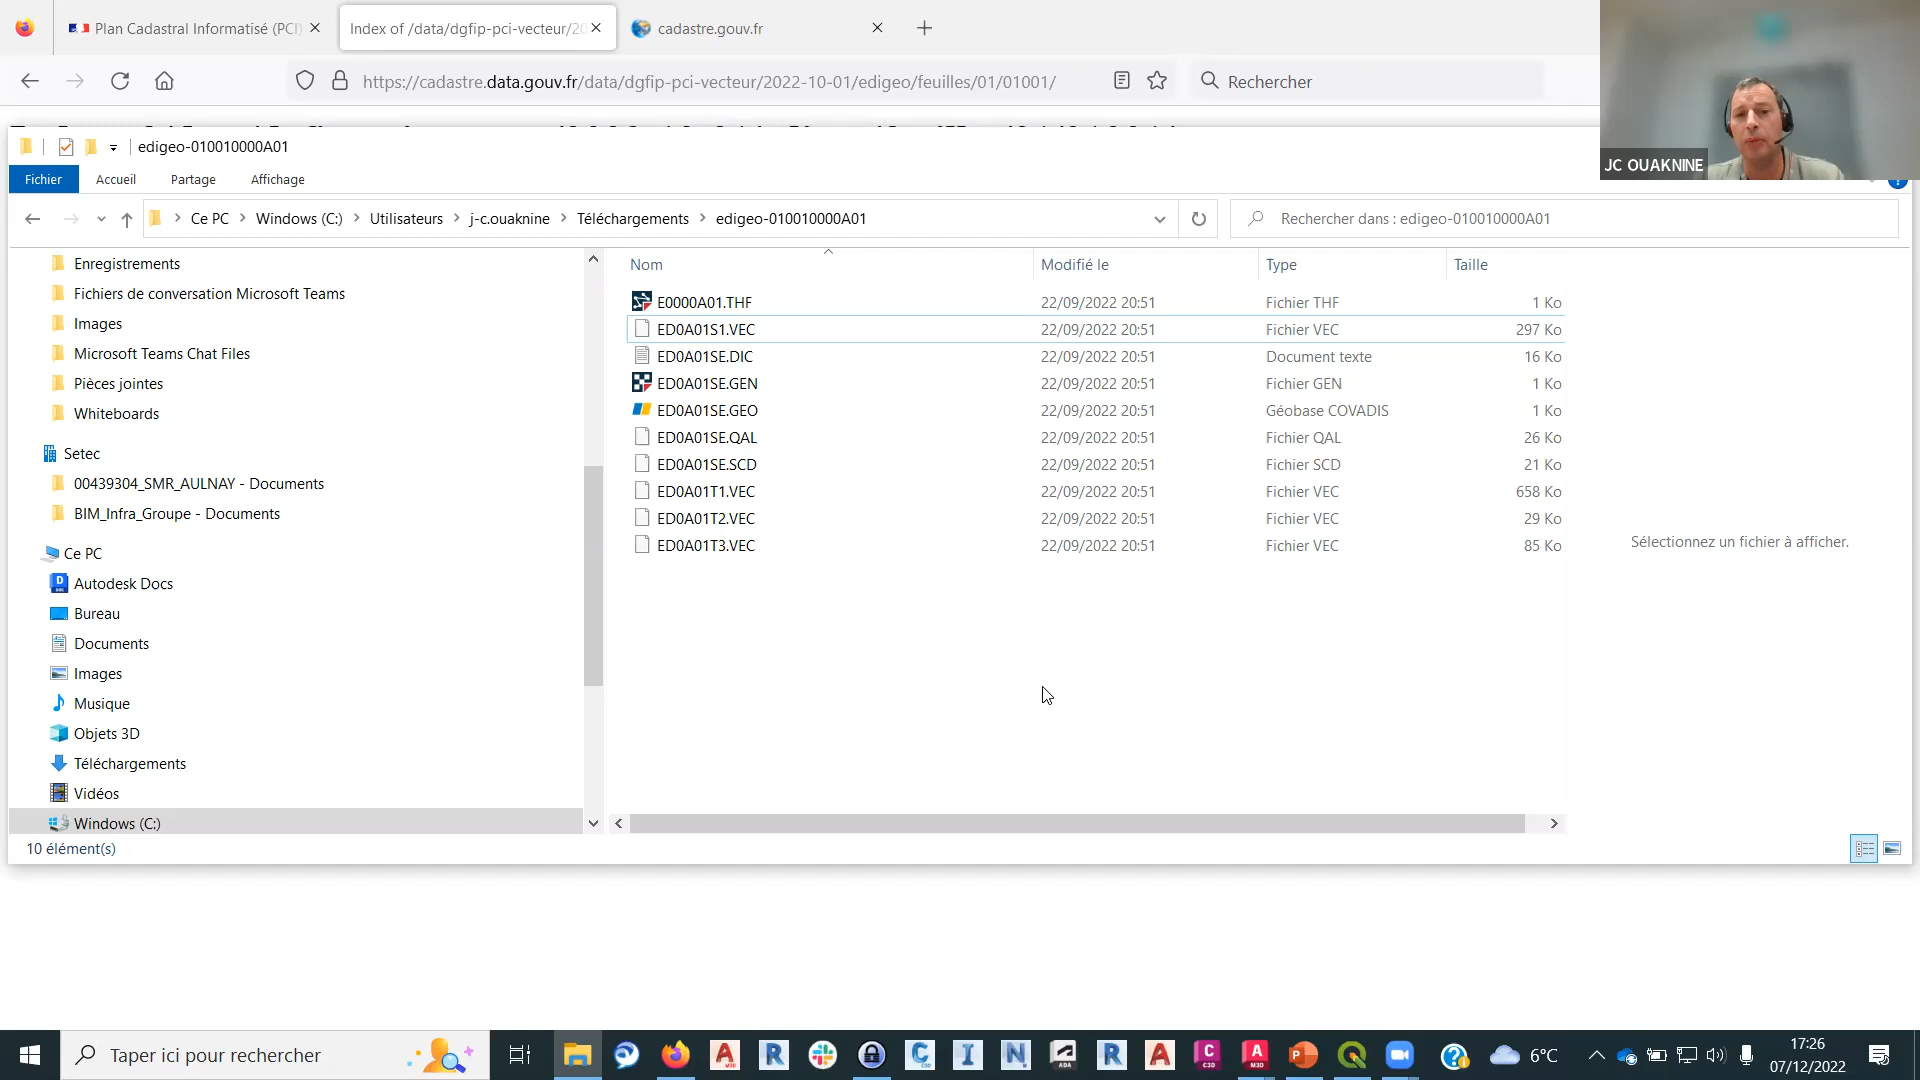 Plan Cadastral Informatisé (PCI)
Index of /data/dgfip-pci-vecteur/20
cadastre.gouv.fr
https://cadastre.data.gouv.fr/data/dgfip-pci-vecteur/2022-10-01/edigeo/feuilles/01/01001/
Rechercher
JC OUAKNINE
edigeo-010010000A01
Fichier
Accueil
Partage
Affichage
Ce PC
Windows (C:)
Utilisateurs
j-c.ouaknine
Téléchargements
edigeo-010010000A01
Rechercher dans : edigeo-010010000A01
Enregistrements
Fichiers de conversation Microsoft Teams
Images
Microsoft Teams Chat Files
Pièces jointes
Whiteboards
Setec
00439304_SMR_AULNAY - Documents
BIM_Infra_Groupe - Documents
Ce PC
Autodesk Docs
Bureau
Documents
Images
Musique
Objets 3D
Téléchargements
Vidéos
Windows (C:)
Nom Modifié le Type Taille
E0000A01.THF 22/09/2022 20:51 Fichier THF 1 Ko
ED0A01S1.VEC 22/09/2022 20:51 Fichier VEC 297 Ko
ED0A01SE.DIC 22/09/2022 20:51 Document texte 16 Ko
ED0A01SE.GEN 22/09/2022 20:51 Fichier GEN 1 Ko
ED0A01SE.GEO 22/09/2022 20:51 Géobase COVADIS 1 Ko
ED0A01SE.QAL 22/09/2022 20:51 Fichier QAL 26 Ko
ED0A01SE.SCD 22/09/2022 20:51 Fichier SCD 21 Ko
ED0A01T1.VEC 22/09/2022 20:51 Fichier VEC 658 Ko
ED0A01T2.VEC 22/09/2022 20:51 Fichier VEC 29 Ko
ED0A01T3.VEC 22/09/2022 20:51 Fichier VEC 85 Ko
Sélectionnez un fichier à afficher.
10 élément(s)
Taper ici pour rechercher
6°C
17:26
07/12/2022